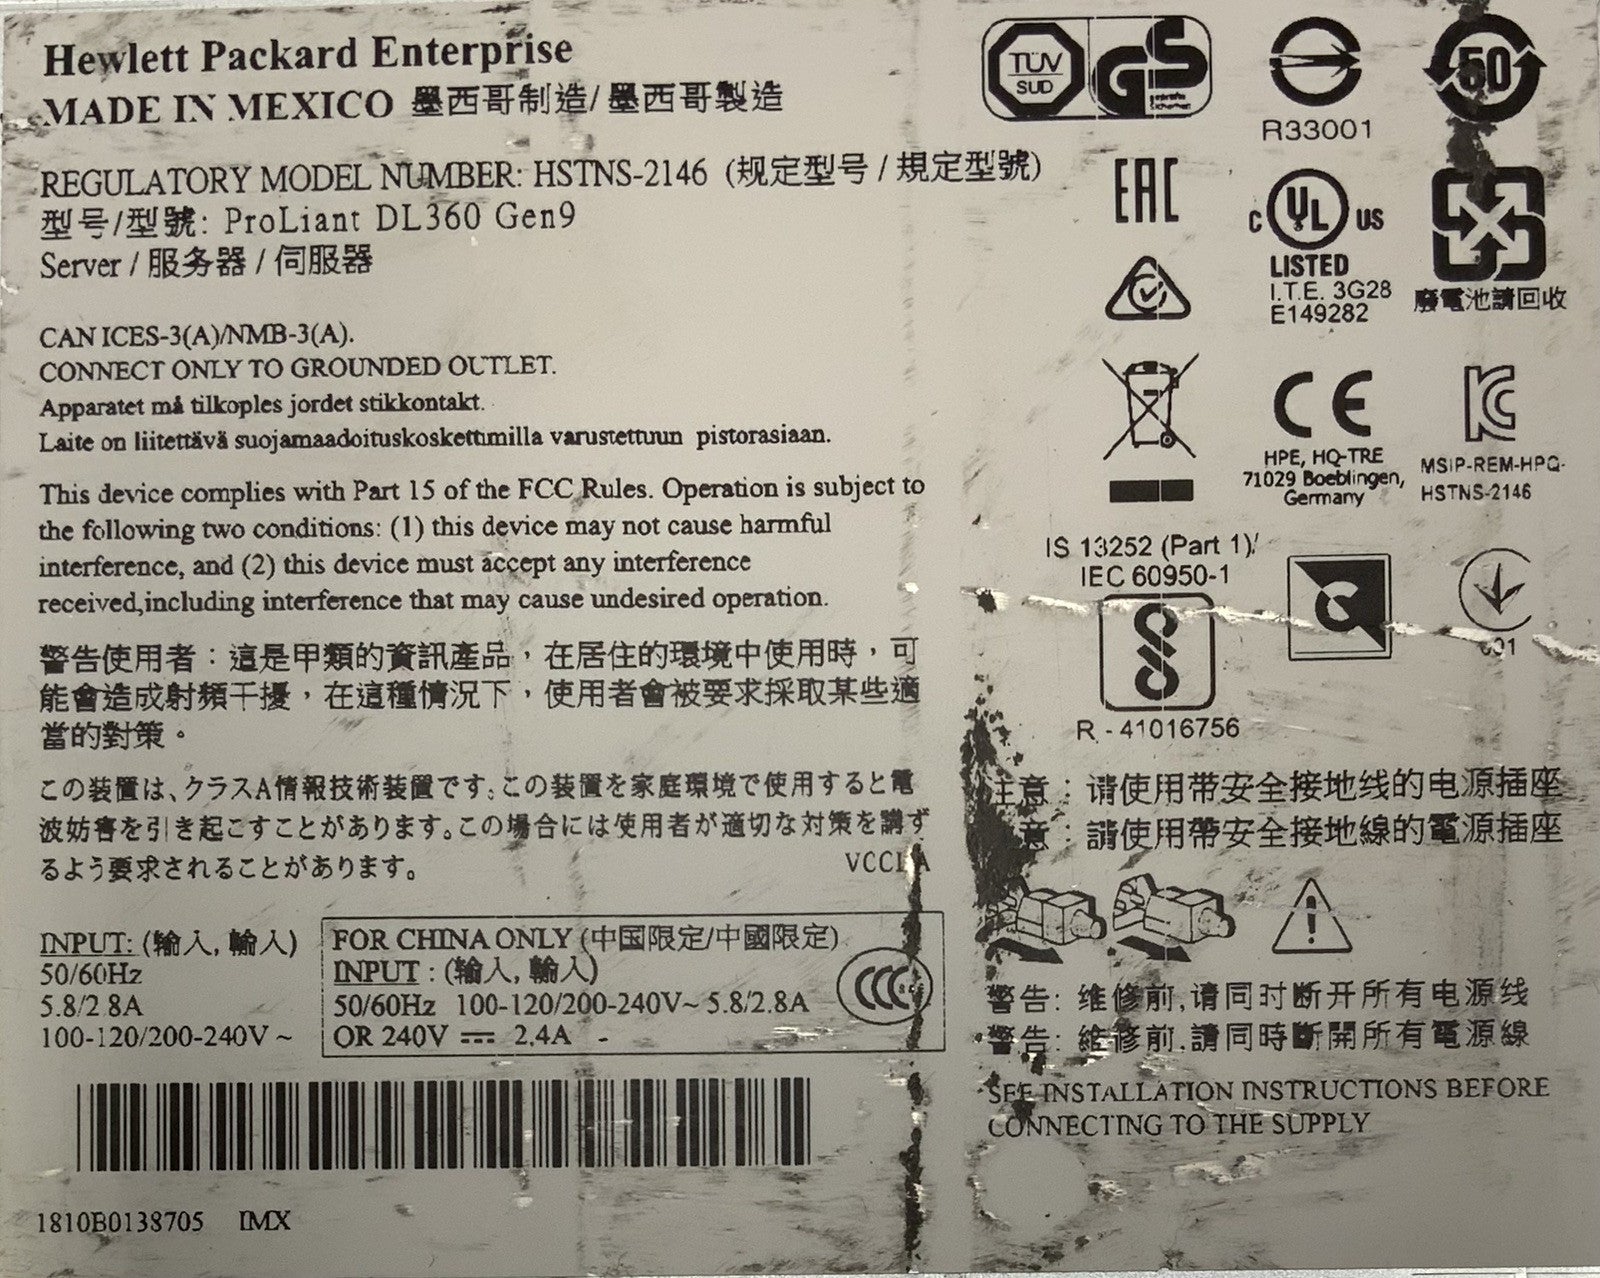 Hewlett Packard Enterprise
MADE IN MEXICO 墨西哥制造/ 墨西哥製造
REGULATORY MODEL NUMBER: HSTNS-2146 (规定型号 / 規定型號)
型号/型號: ProLiant DL360 Gen9
Server / 服务器 / 伺服器
CAN ICES-3(A)/NMB-3(A).
CONNECT ONLY TO GROUNDED OUTLET.
Apparatet må tilkoples jordet stikkontakt.
Laite on liitettävä suojamaadoituskoskettimilla varustettuun pistorasiaan.
This device complies with Part 15 of the FCC Rules. Operation is subject to
the following two conditions: (1) this device may not cause harmful
interference, and (2) this device must accept any interference
received,including interference that may cause undesired operation.
警告使用者：這是甲類的資訊產品，在居住的環境中使用時，可
能會造成射頻干擾，在這種情況下，使用者會被要求採取某些適
當的對策。
この装置は、クラスA情報技術装置です。この装置を家庭環境で使用すると電
波妨害を引き起こすことがあります。この場合には使用者が適切な対策を講ず
るよう要求されることがあります。
VCCI-A
INPUT: (输入, 輸入)
50/60Hz
5.8/2.8A
100-120/200-240V ~
FOR CHINA ONLY (中国限定/中國限定)
INPUT : (输入, 輸入)
50/60Hz 100-120/200-240V~ 5.8/2.8A
OR 240V ⎓ 2.4A
CCC
1810B0138705 IMX
TÜV
SUD
GS
geprüfte
Sicherheit
R33001
50
EAC
C UL US
LISTED
I.T.E. 3G28
E149282
廢電池請回收
CE
HPE, HQ-TRE
71029 Boeblingen,
Germany
KC
MSIP-REM-HPQ-
HSTNS-2146
IS 13252 (Part 1)/
IEC 60950-1
R - 41016756
C
001
注意：请使用带安全接地线的电源插座
意：請使用帶安全接地線的電源插座
警告: 维修前,请同时断开所有电源线
警告: 維修前,請同時斷開所有電源線
SEE INSTALLATION INSTRUCTIONS BEFORE
CONNECTING TO THE SUPPLY